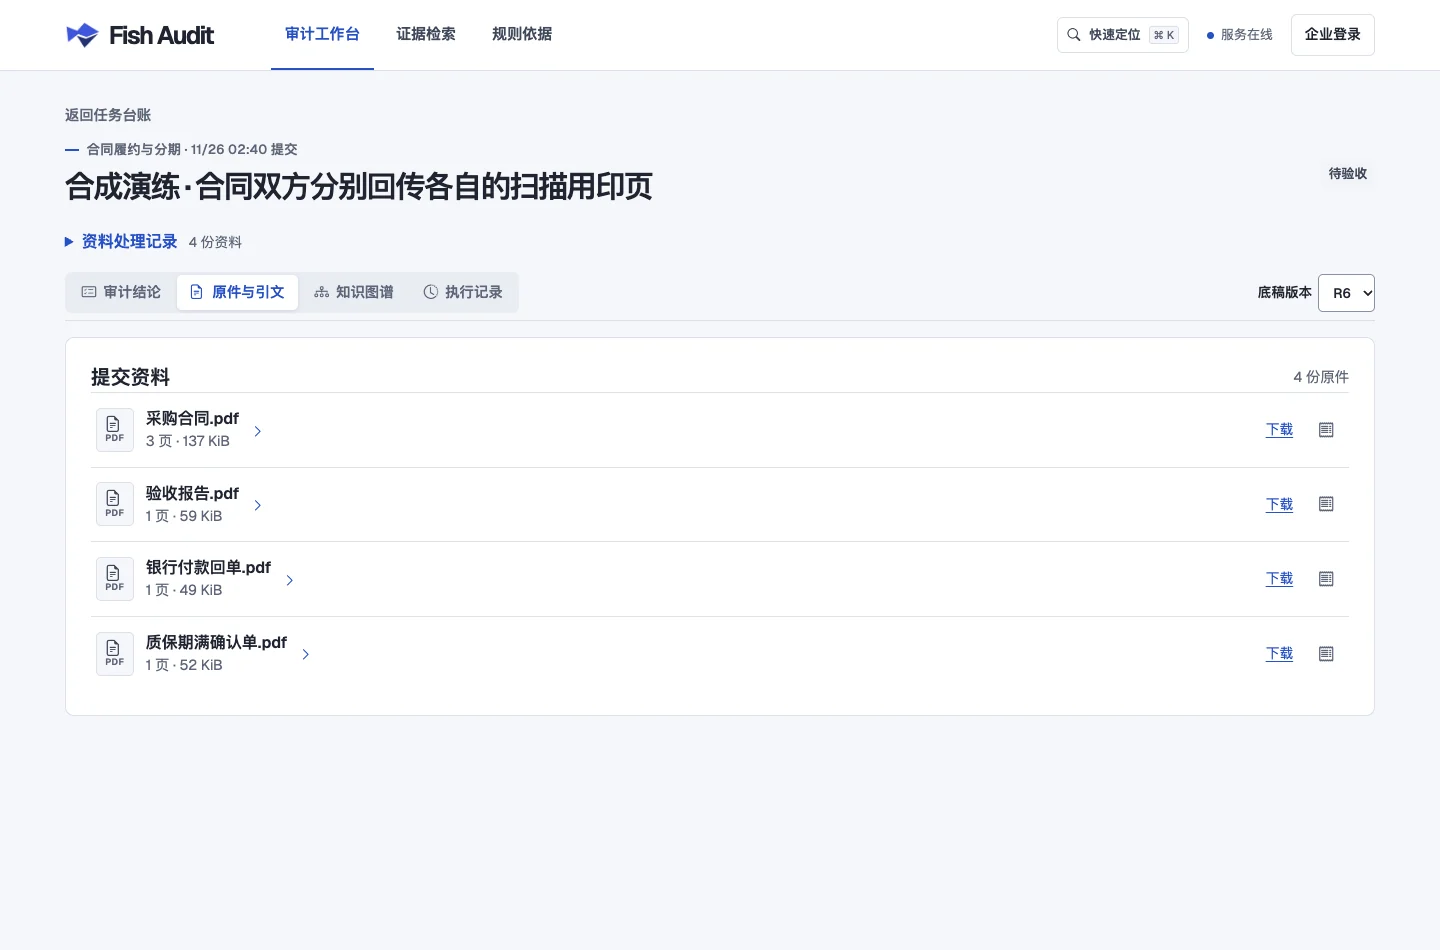 Fish Audit
审计工作台
证据检索
规则依据
快速定位
⌘ K
服务在线
企业登录
返回任务台账
合同履约与分期 · 11/26 02:40 提交
合成演练 · 合同双方分别回传各自的扫描用印页
待验收
资料处理记录 4 份资料
审计结论
原件与引文
知识图谱
执行记录
底稿版本
R6
提交资料
4 份原件
PDF
采购合同.pdf
3 页 · 137 KiB
下载
PDF
验收报告.pdf
1 页 · 59 KiB
下载
PDF
银行付款回单.pdf
1 页 · 49 KiB
下载
PDF
质保期满确认单.pdf
1 页 · 52 KiB
下载